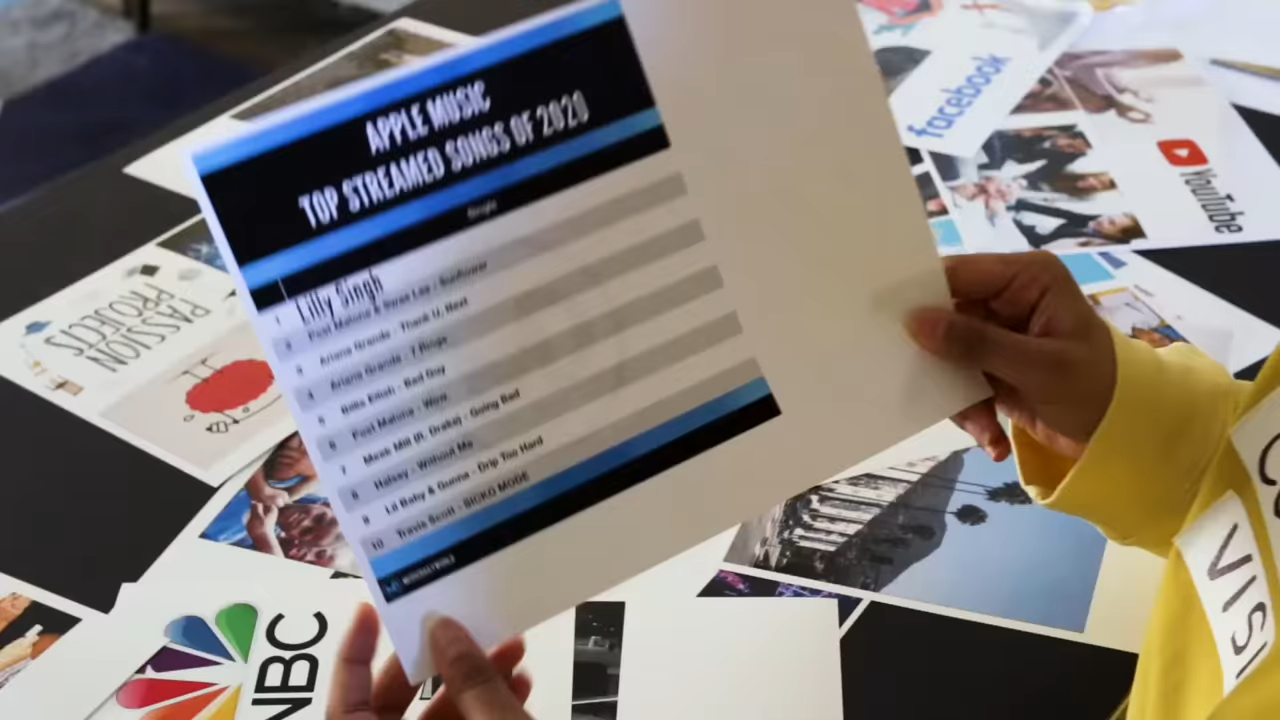 APPLE MUSIC
TOP STREAMED SONGS OF 2020
Single
1 Lilly Singh
2 Post Malone & Swae Lee - Sunflower
3 Ariana Grande - Thank U, Next
4 Ariana Grande - 7 Rings
5 Billie Eilish - Bad Guy
6 Post Malone - Wow.
7 Meek Mill (ft. Drake) - Going Bad
8 Halsey - Without Me
9 Lil Baby & Gunna - Drip Too Hard
10 Travis Scott - SICKO MODE
facebook
YouTube
PASSION
PROJECTS
NBC
VISI